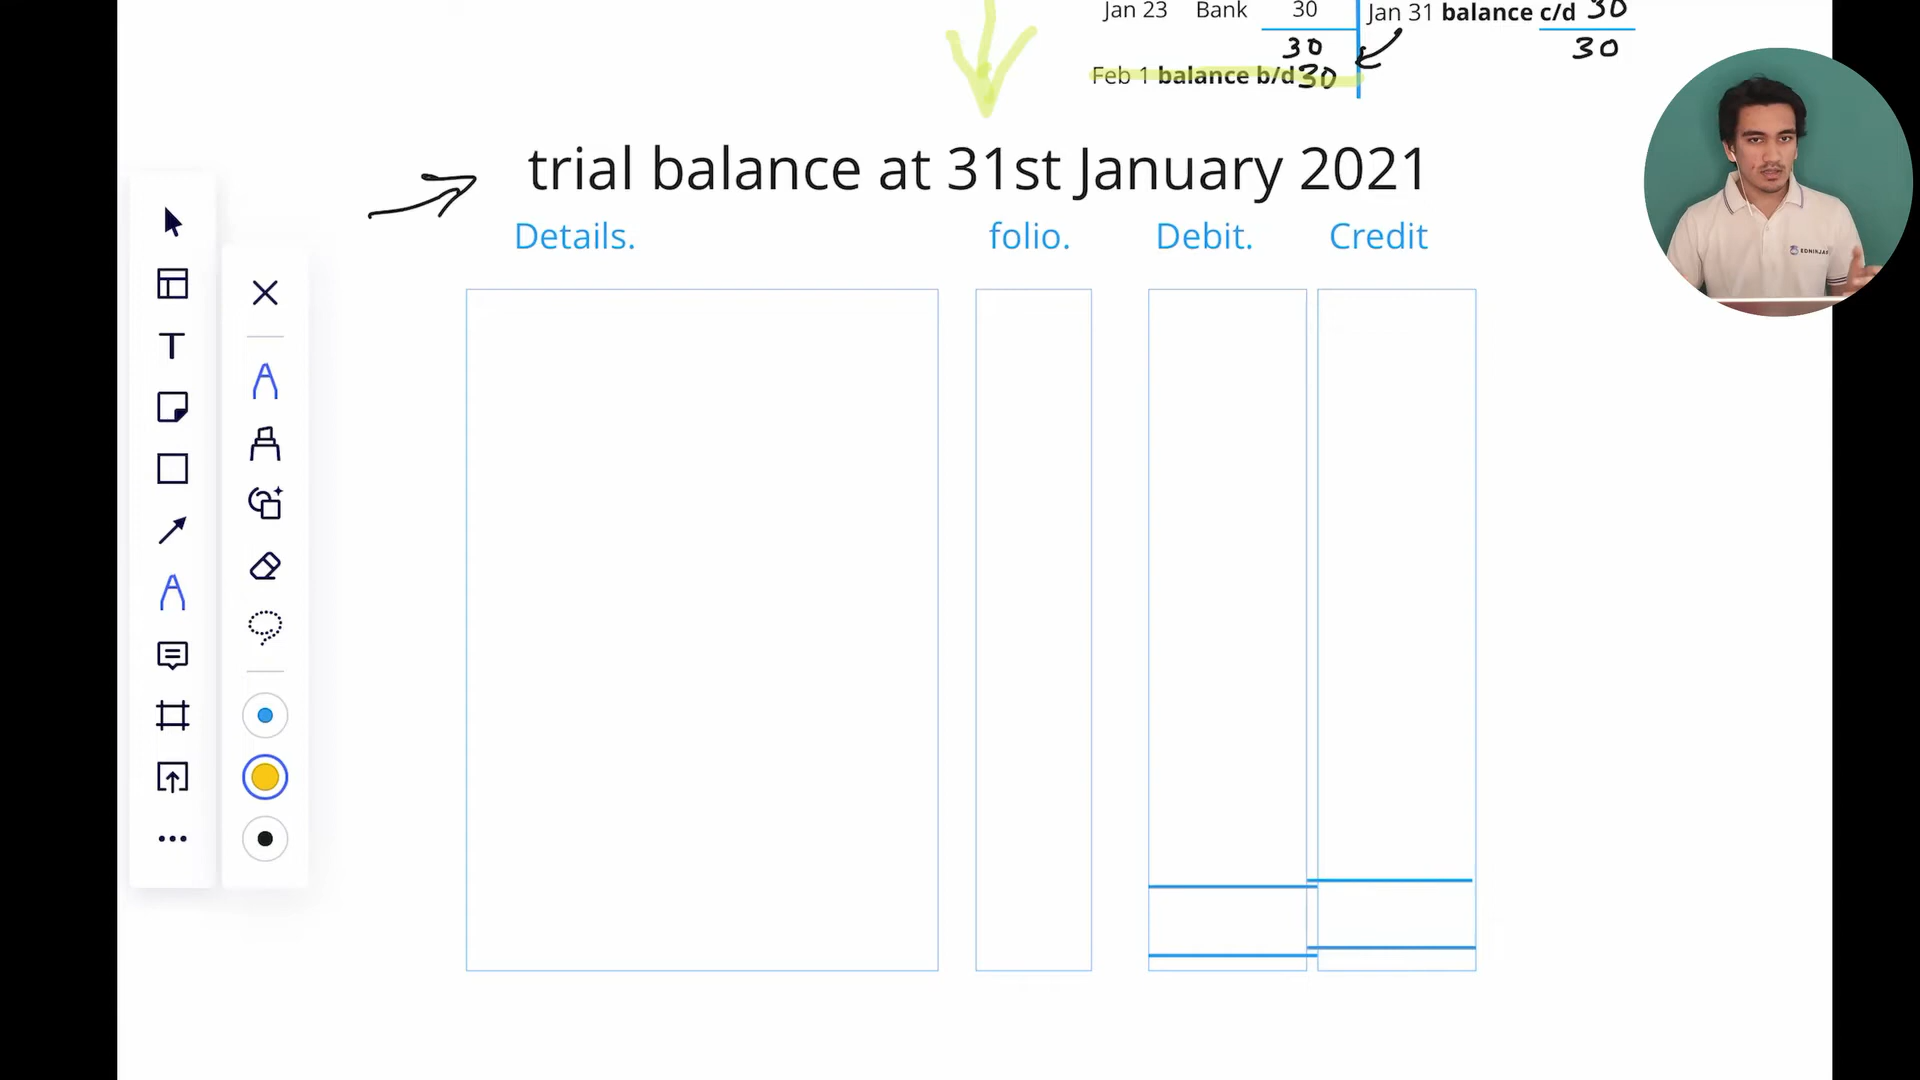 Jan 23 Bank 30 Jan 31 balance c/d 30
30 30
Feb 1 balance b/d 30
trial balance at 31st January 2021
Details. folio. Debit. Credit
T
EDNINJAS